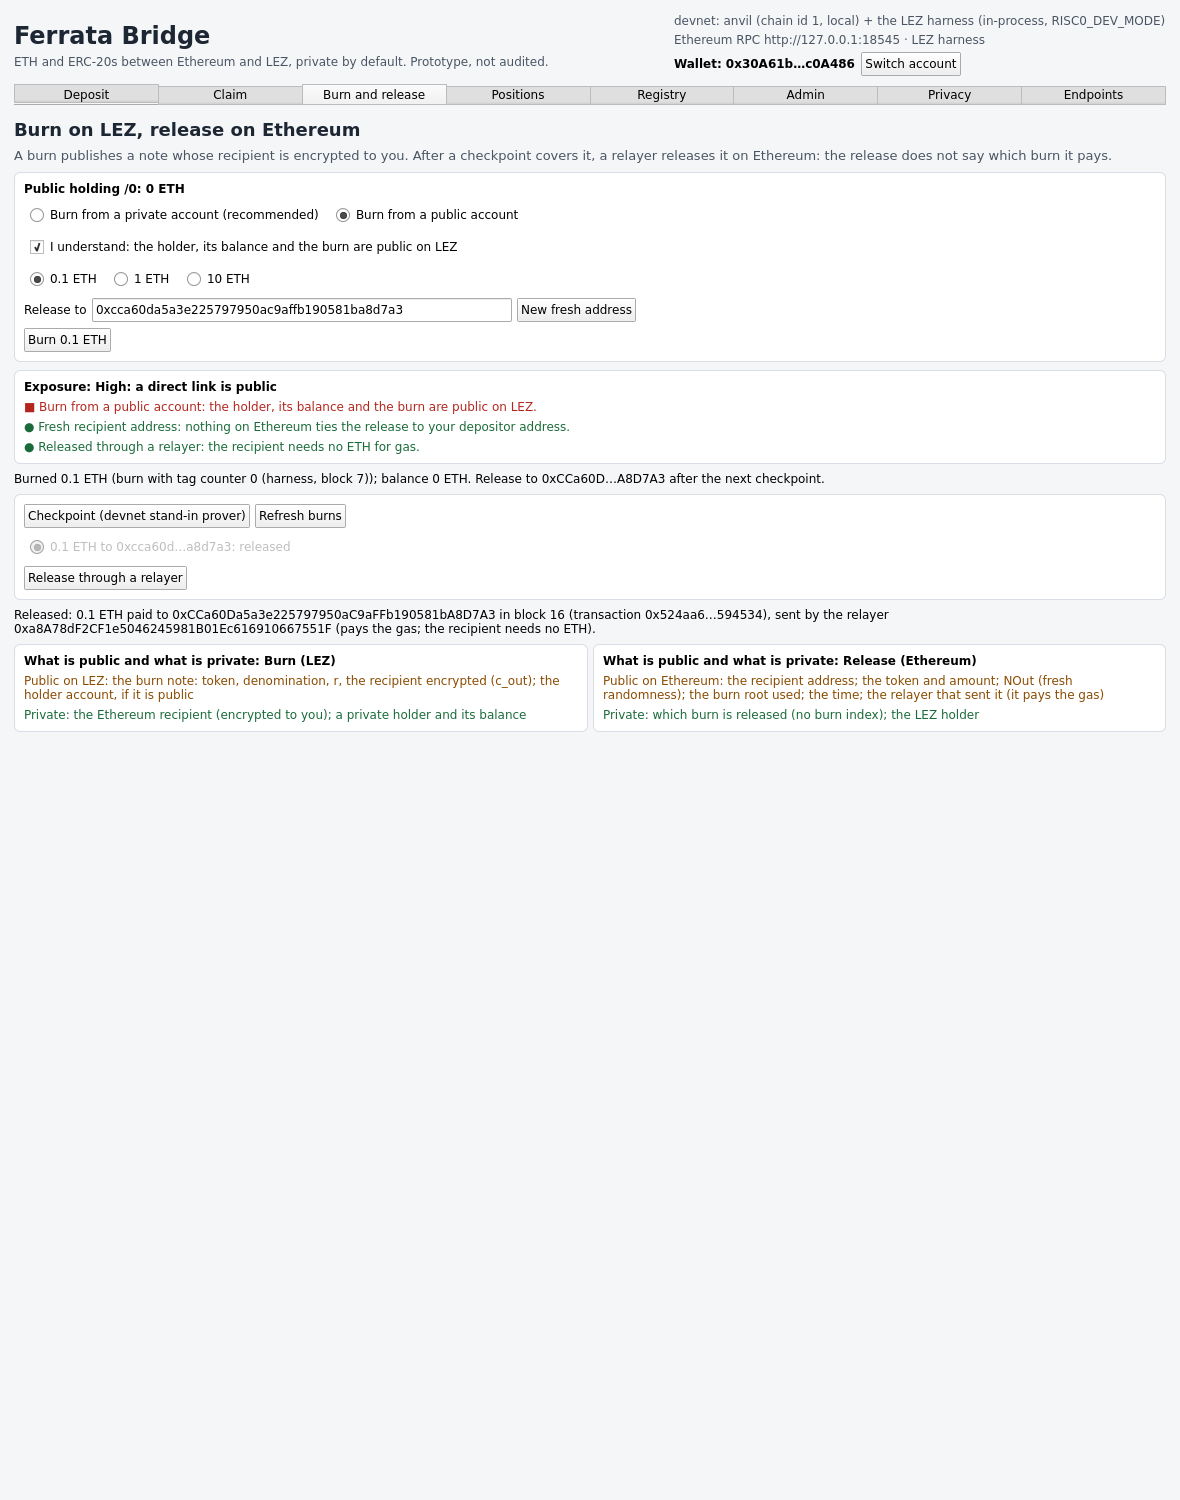 Ferrata Bridge
ETH and ERC-20s between Ethereum and LEZ, private by default. Prototype, not audited.
devnet: anvil (chain id 1, local) + the LEZ harness (in-process, RISC0_DEV_MODE)
Ethereum RPC http://127.0.0.1:18545 · LEZ harness
Wallet: 0x30A61b…c0A486 Switch account
Deposit Claim Burn and release Positions Registry Admin Privacy Endpoints
Burn on LEZ, release on Ethereum
A burn publishes a note whose recipient is encrypted to you. After a checkpoint covers it, a relayer releases it on Ethereum: the release does not say which burn it pays.
Public holding /0: 0 ETH
Burn from a private account (recommended) Burn from a public account
I understand: the holder, its balance and the burn are public on LEZ
0.1 ETH 1 ETH 10 ETH
Release to 0xcca60da5a3e225797950ac9affb190581ba8d7a3 New fresh address
Burn 0.1 ETH
Exposure: High: a direct link is public
■ Burn from a public account: the holder, its balance and the burn are public on LEZ.
● Fresh recipient address: nothing on Ethereum ties the release to your depositor address.
● Released through a relayer: the recipient needs no ETH for gas.
Burned 0.1 ETH (burn with tag counter 0 (harness, block 7)); balance 0 ETH. Release to 0xCCa60D…A8D7A3 after the next checkpoint.
Checkpoint (devnet stand-in prover) Refresh burns
0.1 ETH to 0xcca60d…a8d7a3: released
Release through a relayer
Released: 0.1 ETH paid to 0xCCa60Da5a3e225797950aC9aFFb190581bA8D7A3 in block 16 (transaction 0x524aa6…594534), sent by the relayer
0xa8A78dF2CF1e5046245981B01Ec616910667551F (pays the gas; the recipient needs no ETH).
What is public and what is private: Burn (LEZ)
Public on LEZ: the burn note: token, denomination, r, the recipient encrypted (c_out); the
holder account, if it is public
Private: the Ethereum recipient (encrypted to you); a private holder and its balance
What is public and what is private: Release (Ethereum)
Public on Ethereum: the recipient address; the token and amount; NOut (fresh
randomness); the burn root used; the time; the relayer that sent it (it pays the gas)
Private: which burn is released (no burn index); the LEZ holder